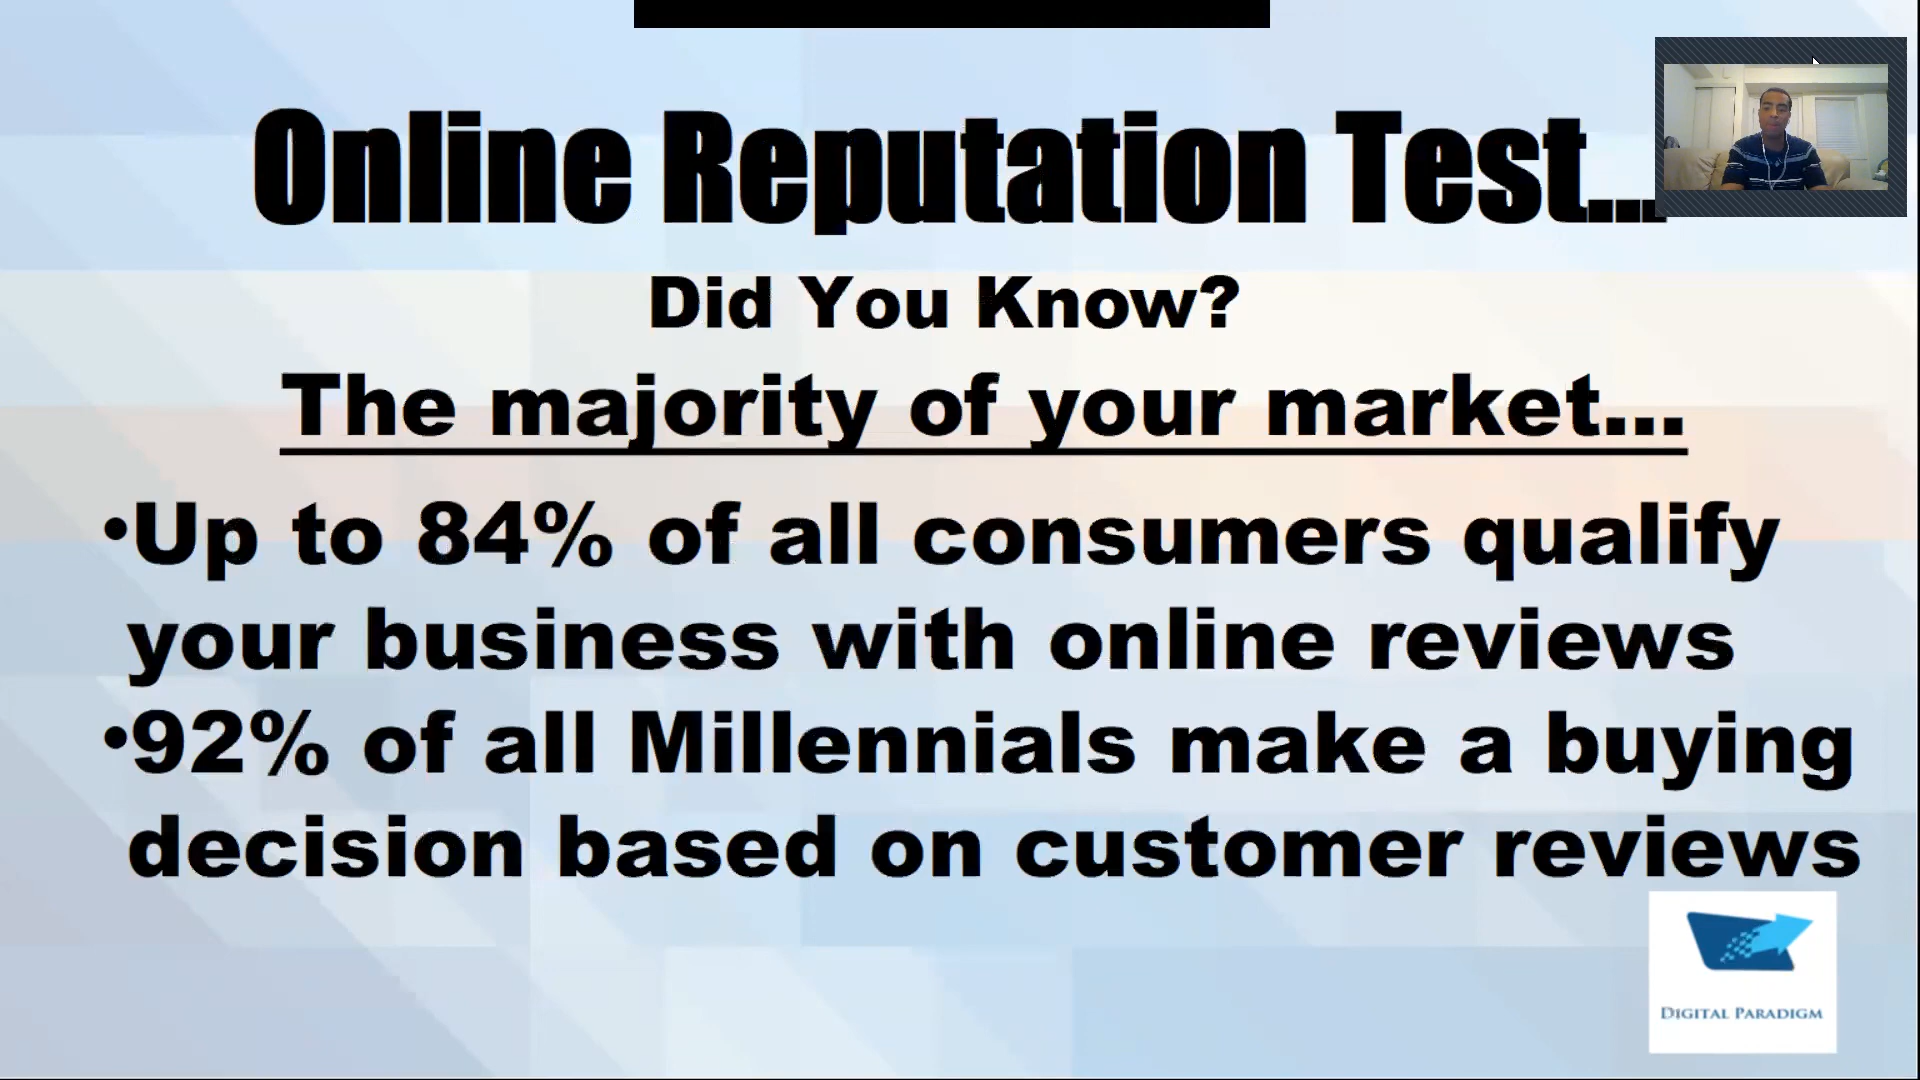 Online Reputation Test...
Did You Know?
The majority of your market...
•Up to 84% of all consumers qualify
your business with online reviews
•92% of all Millennials make a buying
decision based on customer reviews
DIGITAL PARADIGM